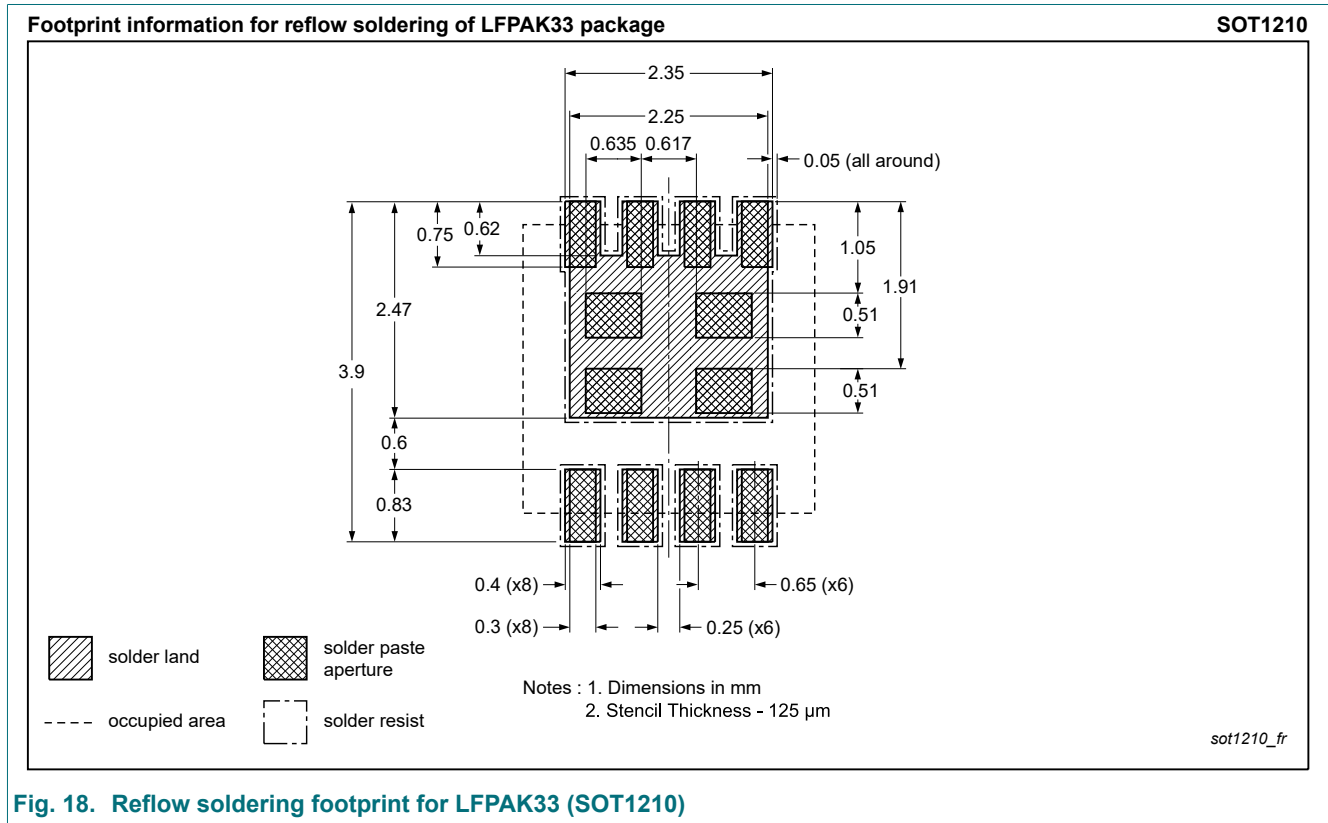 Footprint information for reflow soldering of LFPAK33 package SOT1210
2.35
2.25
0.635 0.617
0.05 (all around)
0.75 0.62
1.05
1.91
2.47
0.51
3.9
0.51
0.6
0.83
0.4 (x8)
0.65 (x6)
0.3 (x8)
0.25 (x6)
solder land
solder paste
aperture
occupied area
solder resist
Notes : 1. Dimensions in mm
2. Stencil Thickness - 125 µm
sot1210_fr
Fig. 18. Reflow soldering footprint for LFPAK33 (SOT1210)